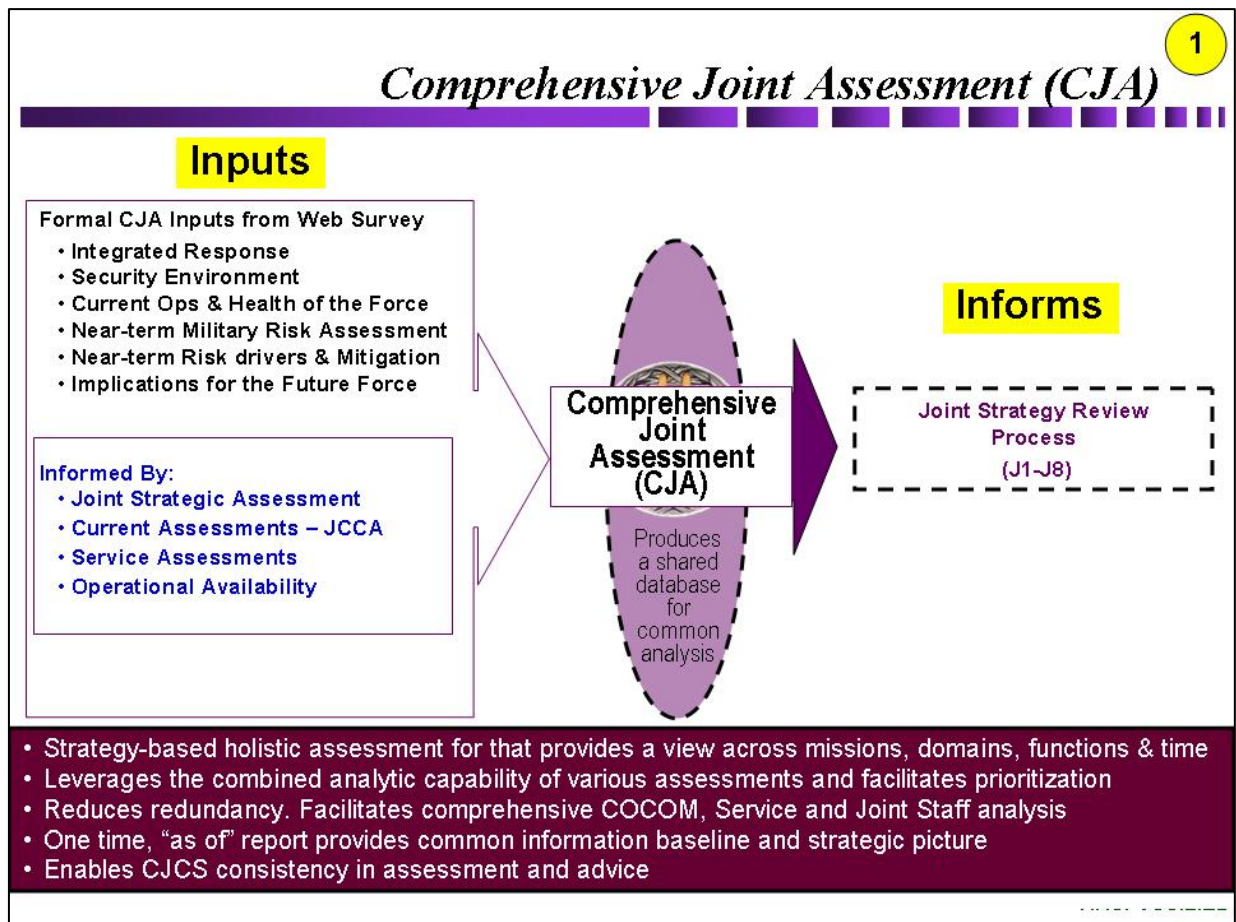 1
Comprehensive Joint Assessment (CJA)
Inputs
Formal CJA Inputs from Web Survey
• Integrated Response
• Security Environment
• Current Ops & Health of the Force
• Near-term Military Risk Assessment
• Near-term Risk drivers & Mitigation
• Implications for the Future Force
Informed By:
• Joint Strategic Assessment
• Current Assessments – JCCA
• Service Assessments
• Operational Availability
Comprehensive
Joint
Assessment
(CJA)
Produces
a shared
database
for
common
analysis
Informs
Joint Strategy Review
Process
(J1-J8)
• Strategy-based holistic assessment for that provides a view across missions, domains, functions & time
• Leverages the combined analytic capability of various assessments and facilitates prioritization
• Reduces redundancy. Facilitates comprehensive COCOM, Service and Joint Staff analysis
• One time, “as of” report provides common information baseline and strategic picture
• Enables CJCS consistency in assessment and advice